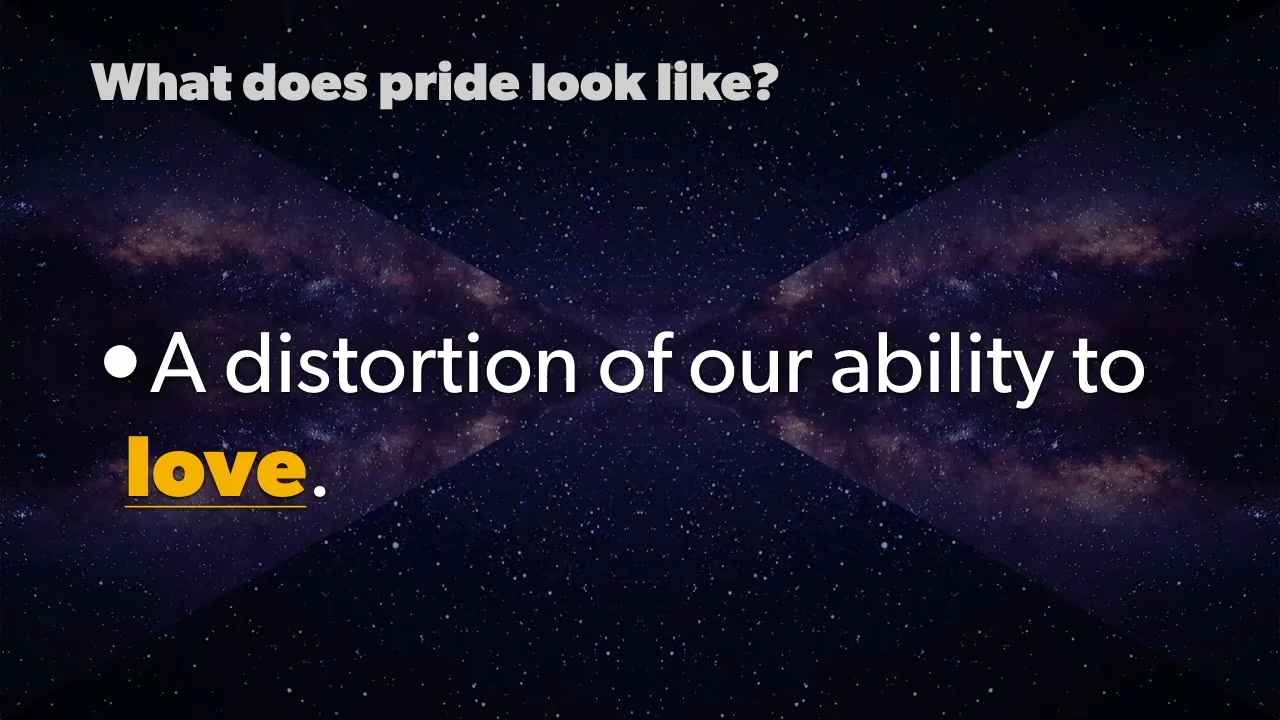 What does pride look like?
•A distortion of our ability to
love.